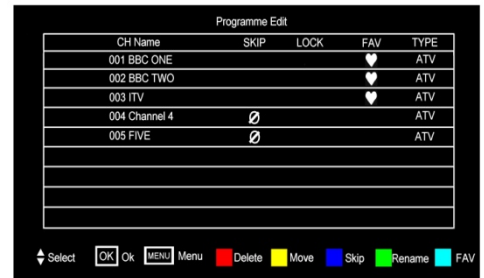 Programme Edit
CH Name SKIP LOCK FAV TYPE
001 BBC ONE ATV
002 BBC TWO ATV
003 ITV ATV
004 Channel 4 ATV
005 FIVE ATV
Select OK Ok MENU Menu Delete Move Skip Rename FAV